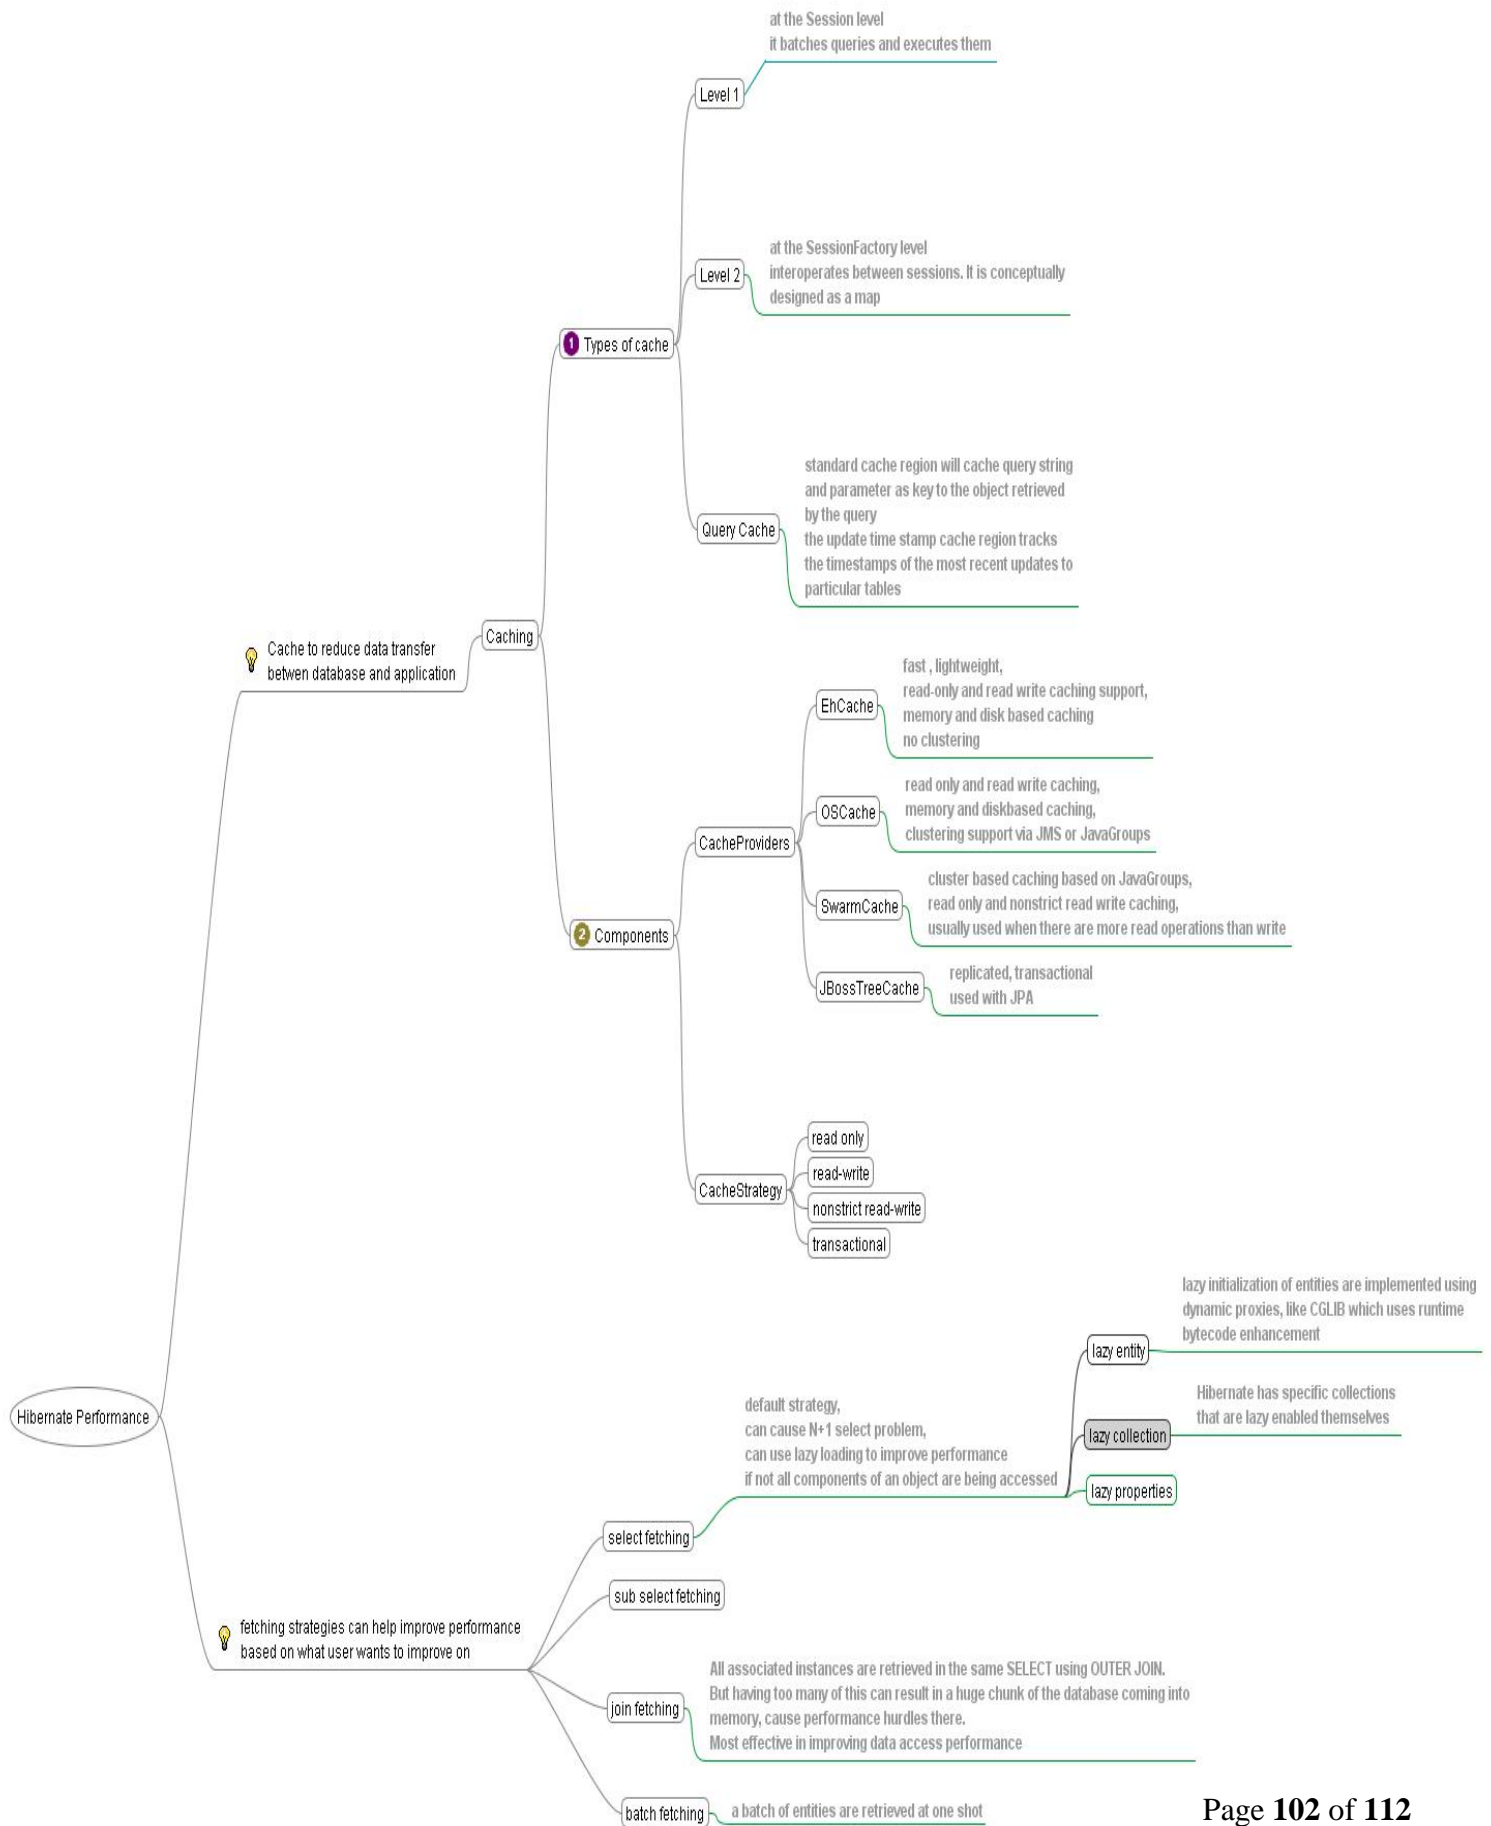 at the Session level
it batches queries and executes them
Level 1
at the SessionFactory level
interoperates between sessions. It is conceptually
designed as a map
Level 2
1 Types of cache
standard cache region will cache query string
and parameter as key to the object retrieved
by the query
the update time stamp cache region tracks
the timestamps of the most recent updates to
particular tables
Query Cache
Caching
Cache to reduce data transfer
betwen database and application
fast , lightweight,
read-only and read write caching support,
memory and disk based caching
no clustering
EhCache
read only and read write caching,
memory and diskbased caching,
clustering support via JMS or JavaGroups
OSCache
CacheProviders
cluster based caching based on JavaGroups,
read only and nonstrict read write caching,
usually used when there are more read operations than write
SwarmCache
2 Components
replicated, transactional
used with JPA
JBossTreeCache
read only
read-write
CacheStrategy
nonstrict read-write
transactional
lazy initialization of entities are implemented using
dynamic proxies, like CGLIB which uses runtime
bytecode enhancement
lazy entity
Hibernate Performance
Hibernate has specific collections
that are lazy enabled themselves
lazy collection
default strategy,
can cause N+1 select problem,
can use lazy loading to improve performance
if not all components of an object are being accessed
lazy properties
select fetching
sub select fetching
fetching strategies can help improve performance
based on what user wants to improve on
All associated instances are retrieved in the same SELECT using OUTER JOIN.
But having too many of this can result in a huge chunk of the database coming into
memory, cause performance hurdles there.
Most effective in improving data access performance
join fetching
batch fetching
a batch of entities are retrieved at one shot
Page 102 of 112